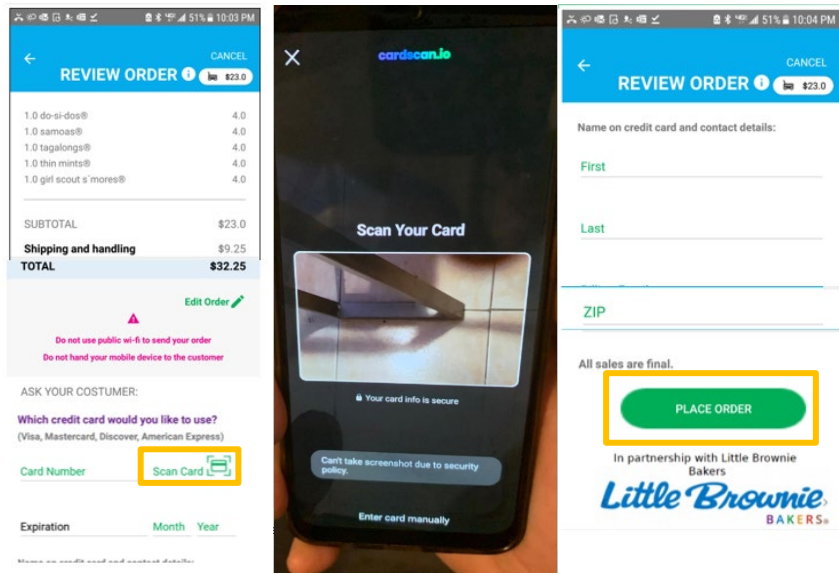 51% 10:03 PM
CANCEL
REVIEW ORDER i $23.0
1.0 do-si-dos® 4.0
1.0 samoas® 4.0
1.0 tagalongs® 4.0
1.0 thin mints® 4.0
1.0 girl scout s´mores® 4.0
SUBTOTAL $23.0
Shipping and handling $9.25
TOTAL $32.25
Edit Order
Do not use public wi-fi to send your order
Do not hand your mobile device to the customer
ASK YOUR COSTUMER:
Which credit card would you like to use?
(Visa, Mastercard, Discover, American Express)
Card Number Scan Card
Expiration Month Year
Name on credit card and contact details:
cardscan.io
Scan Your Card
Your card info is secure
Can't take screenshot due to security
policy.
Enter card manually
51% 10:04 PM
CANCEL
REVIEW ORDER i $23.0
Name on credit card and contact details:
First
Last
ZIP
All sales are final.
PLACE ORDER
In partnership with Little Brownie
Bakers
Little Brownie
BAKERS®